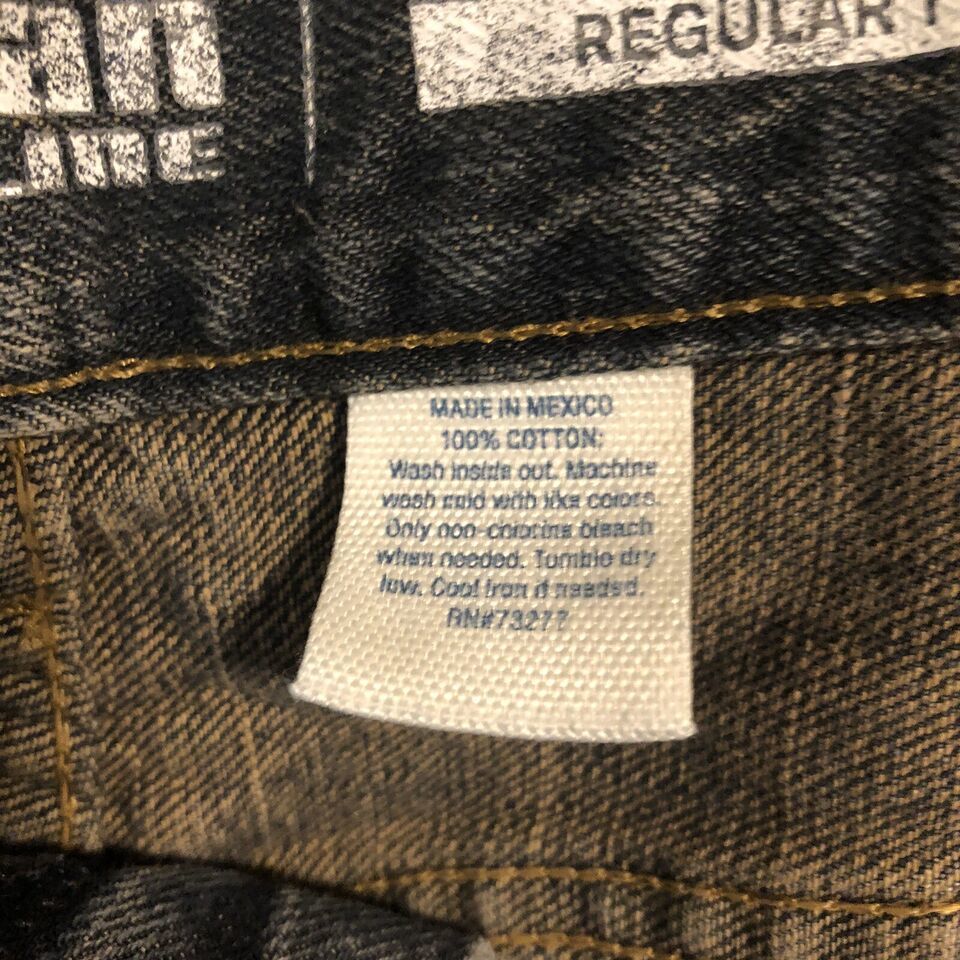 REGULAR
MADE IN MEXICO
100% COTTON:
Wash inside out. Machine
wash cold with like colors.
Only non-chlorine bleach
when needed. Tumble dry
low. Cool iron if needed.
RN#73277